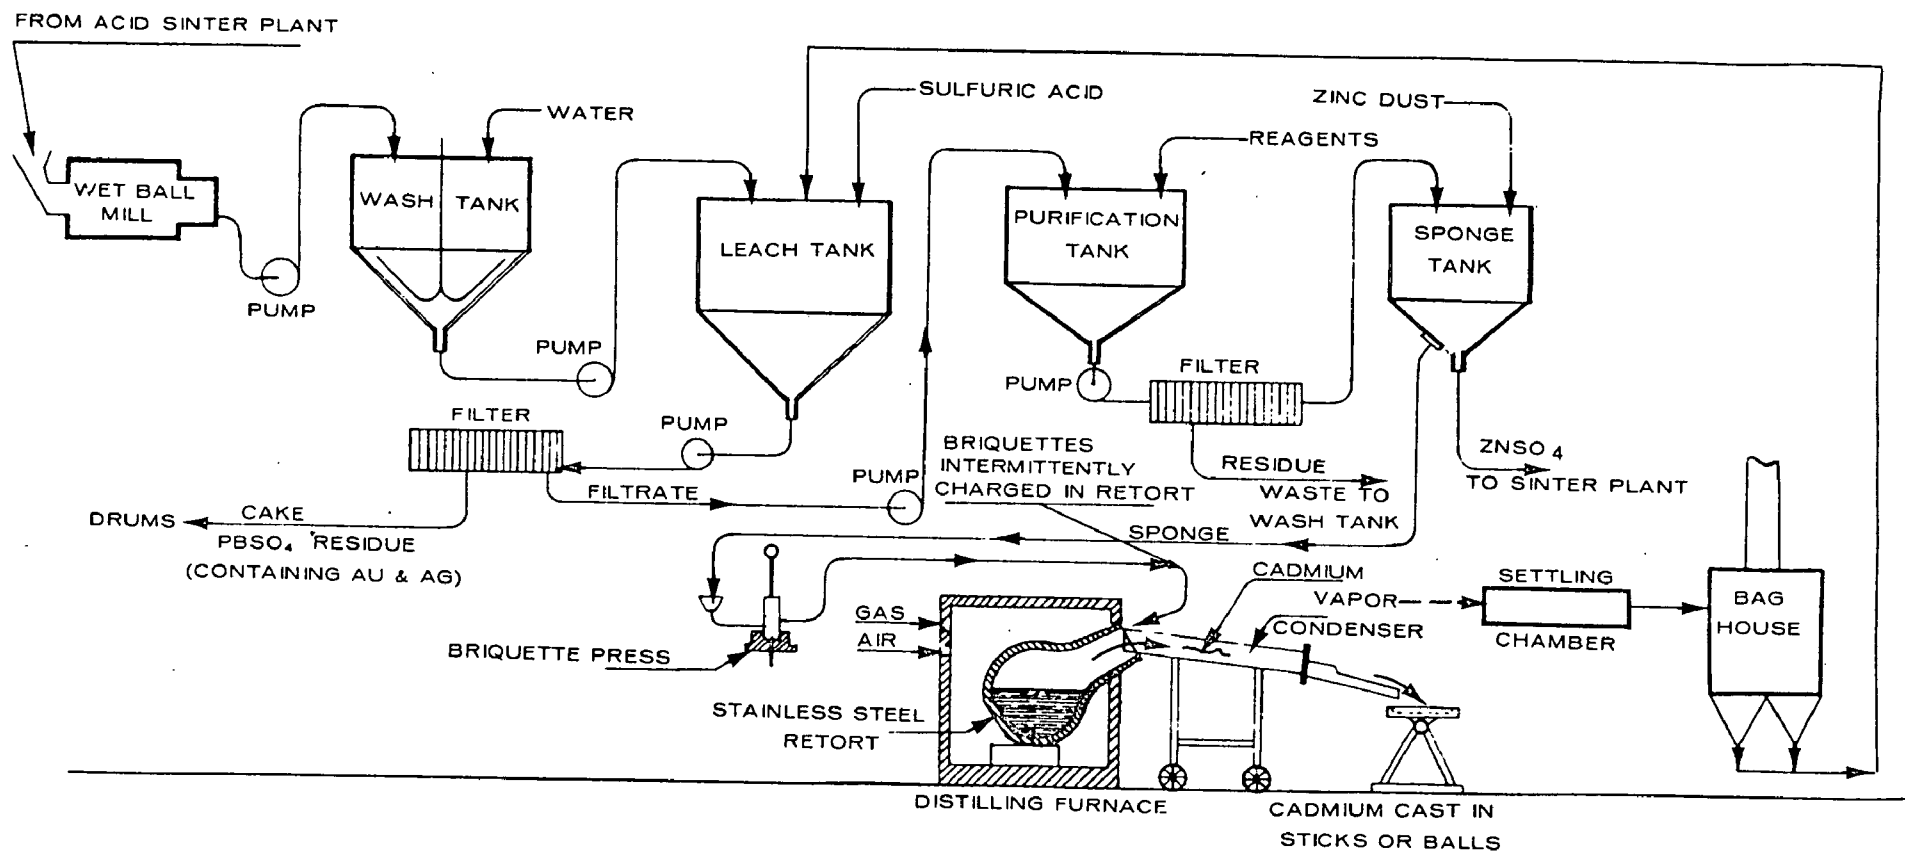 FROM ACID SINTER PLANT
WATER
SULFURIC ACID
ZINC DUST
REAGENTS
WET BALL
MILL
WASH TANK
LEACH TANK
PURIFICATION
TANK
SPONGE
TANK
PUMP
PUMP
PUMP
FILTER
FILTER
PUMP
PUMP
BRIQUETTES
INTERMITTENTLY
CHARGED IN RETORT
RESIDUE
WASTE TO
WASH TANK
ZNSO4
TO SINTER PLANT
FILTRATE
DRUMS
CAKE
PBSO4 RESIDUE
(CONTAINING AU & AG)
SPONGE
CADMIUM
VAPOR
CONDENSER
SETTLING
CHAMBER
BAG
HOUSE
GAS
AIR
BRIQUETTE PRESS
STAINLESS STEEL
RETORT
DISTILLING FURNACE
CADMIUM CAST IN
STICKS OR BALLS